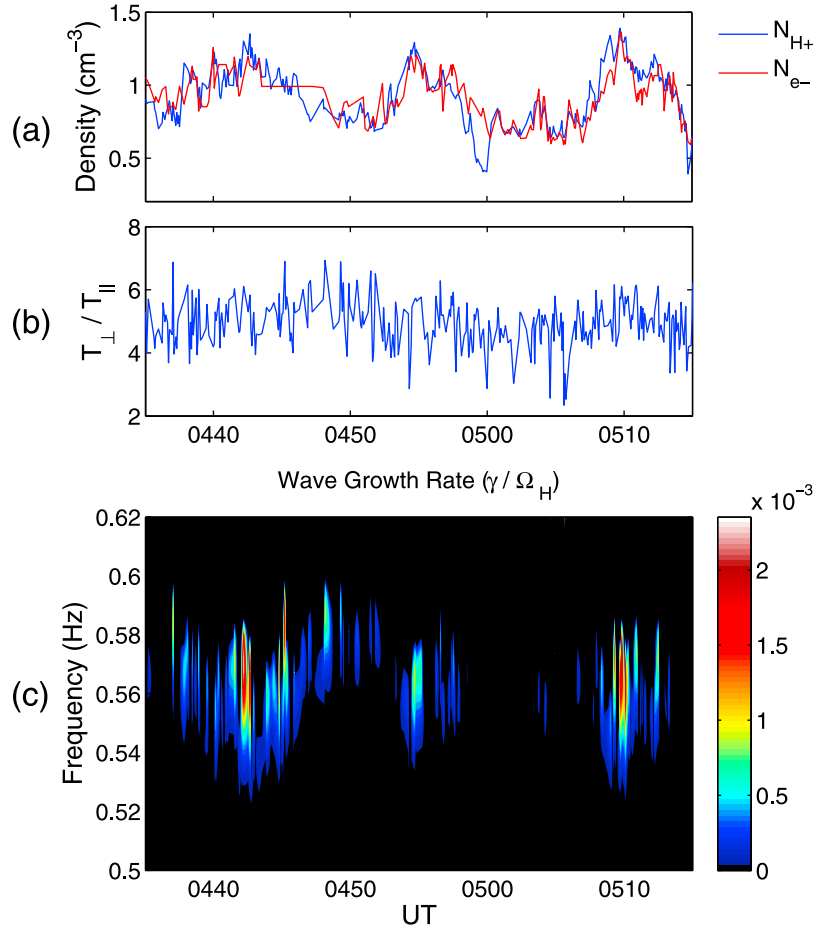 (a)
Density (cm⁻³)
1.5
1
0.5
N_H+
N_e−
(b)
T⊥ / T||
8
6
4
2
0440 0450 0500 0510
Wave Growth Rate (γ / Ω_H)
(c)
Frequency (Hz)
0.62
0.6
0.58
0.56
0.54
0.52
0.5
0440 0450 0500 0510
UT
x 10⁻³
2
1.5
1
0.5
0